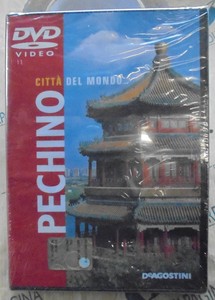 DVD
VIDEO
CITTÀ DEL MONDO
PECHINO
DEAGOSTINI